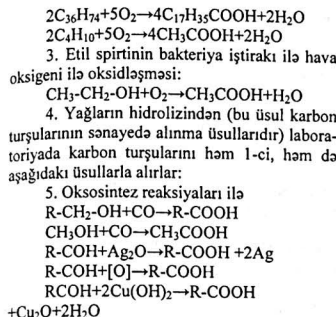 2C₃₆H₇₄+5O₂→4C₁₇H₃₅COOH+2H₂O
2C₄H₁₀+5O₂→4CH₃COOH+2H₂O
3. Etil spirtinin bakteriya iştirakı ilə hava
oksigeni ilə oksidləşməsi:
CH₃-CH₂-OH+O₂→CH₃COOH+H₂O
4. Yağların hidrolizindən (bu üsul karbon
turşularının sənayedə alınma üsullarıdır) labora-
toriyada karbon turşularını həm 1-ci, həm də
aşağıdakı üsullarla alırlar:
5. Oksosintez reaksiyaları ilə
R-CH₂-OH+CO→R-COOH
CH₃OH+CO→CH₃COOH
R-COH+Ag₂O→R-COOH +2Ag
R-COH+[O]→R-COOH
RCOH+2Cu(OH)₂→R-COOH
+Cu₂O+2H₂O